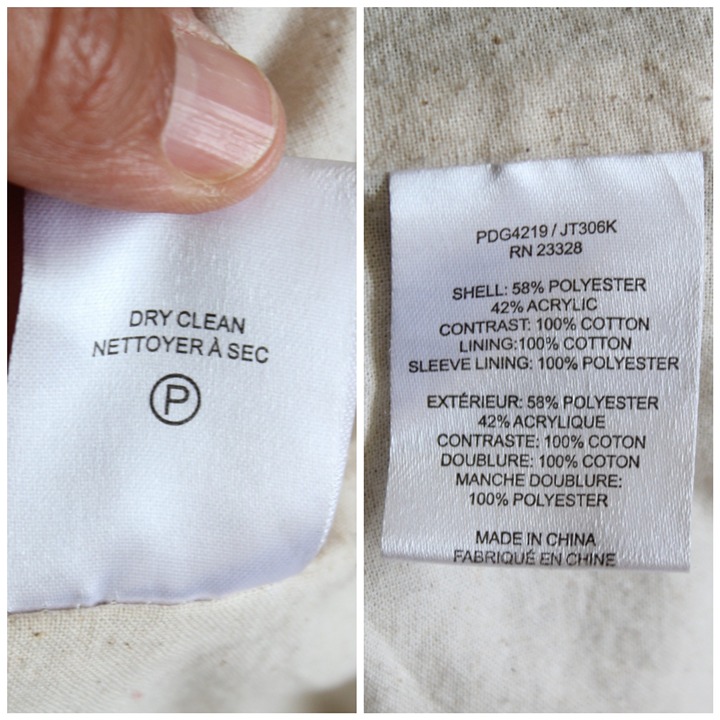 DRY CLEAN
NETTOYER À SEC
P
PDG4219 / JT306K
RN 23328
SHELL: 58% POLYESTER
42% ACRYLIC
CONTRAST: 100% COTTON
LINING:100% COTTON
SLEEVE LINING: 100% POLYESTER
EXTÉRIEUR: 58% POLYESTER
42% ACRYLIQUE
CONTRASTE: 100% COTON
DOUBLURE: 100% COTON
MANCHE DOUBLURE:
100% POLYESTER
MADE IN CHINA
FABRIQUÉ EN CHINE